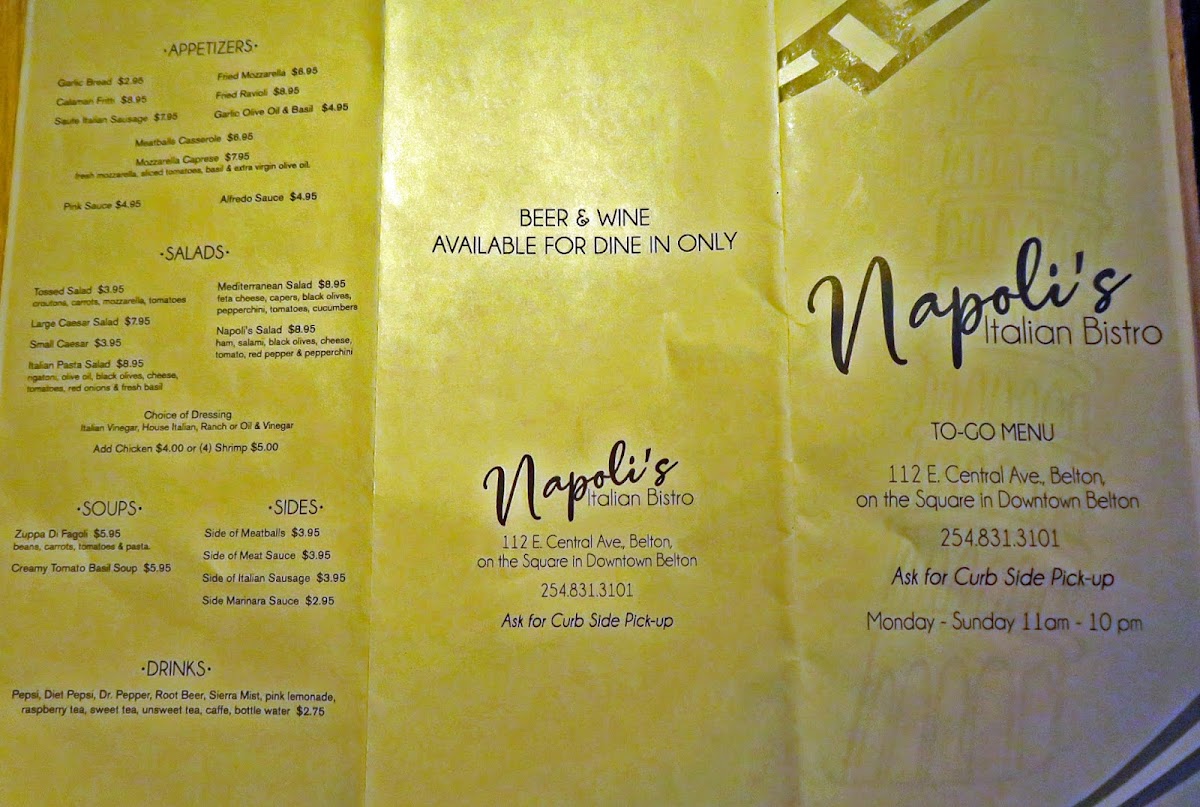 ·APPETIZERS·
Garlic Bread $2.95
Calamari Fritti $8.95
Saute Italian Sausage $7.95
Fried Mozzarella $6.95
Fried Ravioli $8.95
Garlic Olive Oil & Basil $4.95
Meatballs Casserole $6.95
Mozzarella Caprese $7.95
fresh mozzarella, sliced tomatoes, basil & extra virgin olive oil.
Pink Sauce $4.95
Alfredo Sauce $4.95
·SALADS·
Tossed Salad $3.95
croutons, carrots, mozzarella, tomatoes
Large Caesar Salad $7.95
Small Caesar $3.95
Italian Pasta Salad $8.95
rigatoni, olive oil, black olives, cheese,
tomatoes, red onions & fresh basil
Mediterranean Salad $8.95
feta cheese, capers, black olives,
pepperchini, tomatoes, cucumbers
Napoli's Salad $8.95
ham, salami, black olives, cheese,
tomato, red pepper & pepperchini
Choice of Dressing
Italian Vinegar, House Italian, Ranch or Oil & Vinegar
Add Chicken $4.00 or (4) Shrimp $5.00
·SOUPS·
Zuppa Di Fagoli $5.95
beans, carrots, tomatoes & pasta.
Creamy Tomato Basil Soup $5.95
·SIDES·
Side of Meatballs $3.95
Side of Meat Sauce $3.95
Side of Italian Sausage $3.95
Side Marinara Sauce $2.95
·DRINKS·
Pepsi, Diet Pepsi, Dr. Pepper, Root Beer, Sierra Mist, pink lemonade,
raspberry tea, sweet tea, unsweet tea, caffe, bottle water $2.75
BEER & WINE
AVAILABLE FOR DINE IN ONLY
Napoli's
Italian Bistro
112 E. Central Ave., Belton,
on the Square in Downtown Belton
254.831.3101
Ask for Curb Side Pick-up
Napoli's
Italian Bistro
TO-GO MENU
112 E. Central Ave., Belton,
on the Square in Downtown Belton
254.831.3101
Ask for Curb Side Pick-up
Monday - Sunday 11am - 10 pm